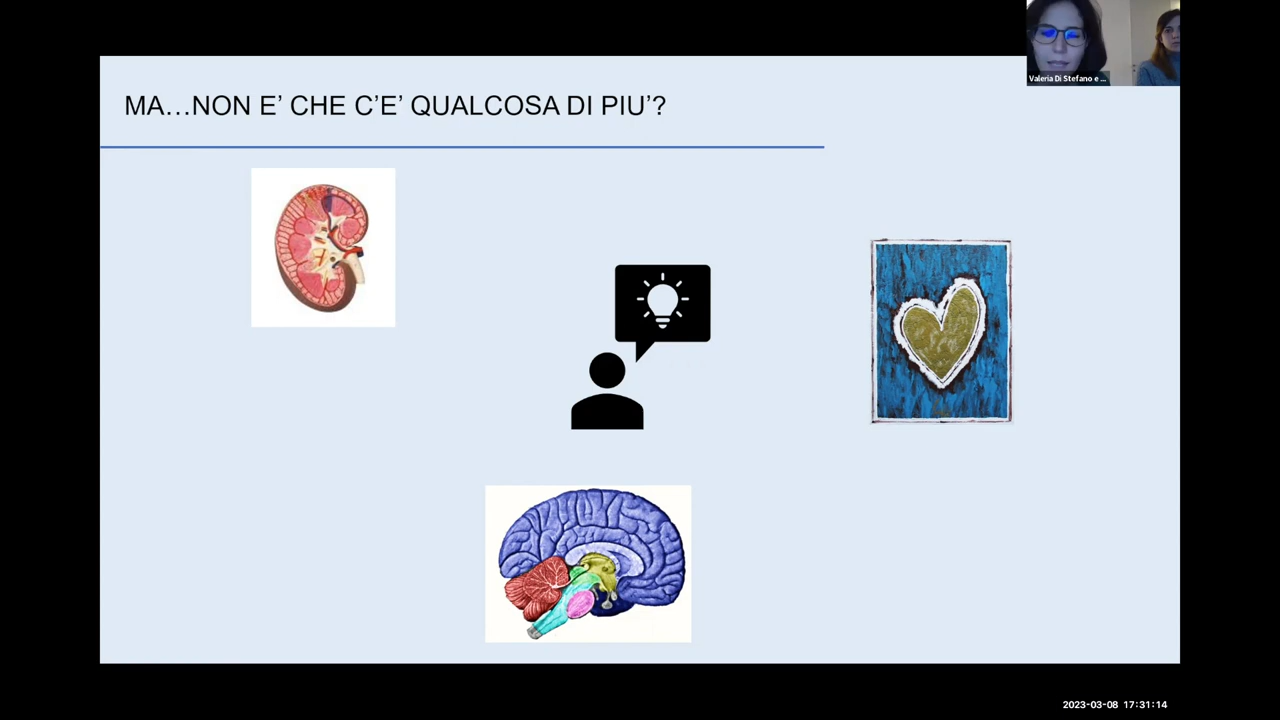 Valeria Di Stefano e ...
MA...NON E' CHE C'E' QUALCOSA DI PIU'?
2023-03-08 17:31:14